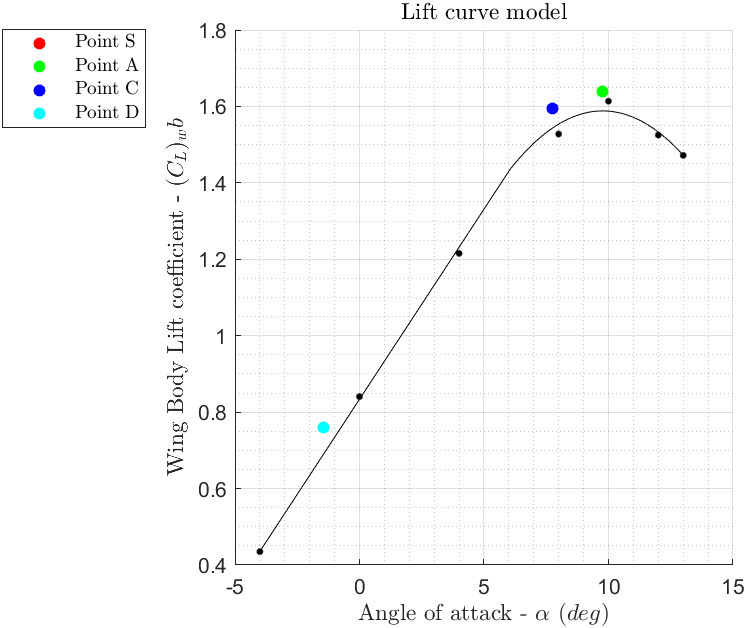 Lift curve model
Point S
Point A
Point C
Point D
Wing Body Lift coefficient - (C_L)_wb
1.8
1.6
1.4
1.2
1
0.8
0.6
0.4
-5
0
5
10
15
Angle of attack - α (deg)